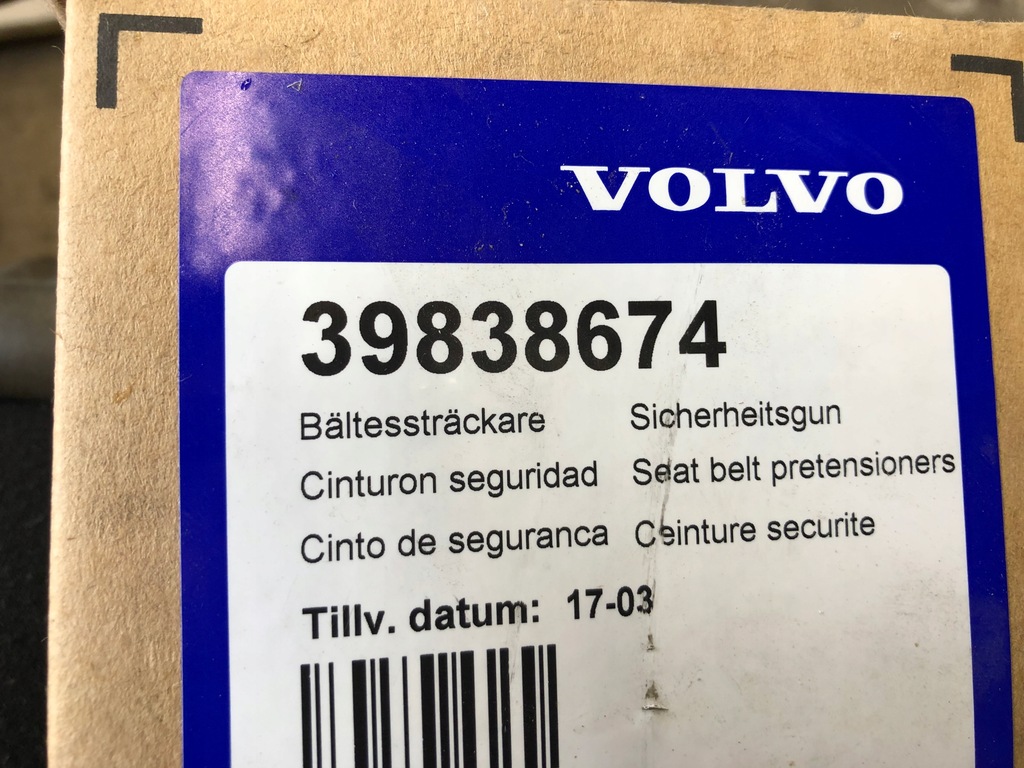 VOLVO
39838674
Bältessträckare Sicherheitsgun
Cinturon seguridad Seat belt pretensioners
Cinto de seguranca Ceinture securite
Tillv. datum: 17-03